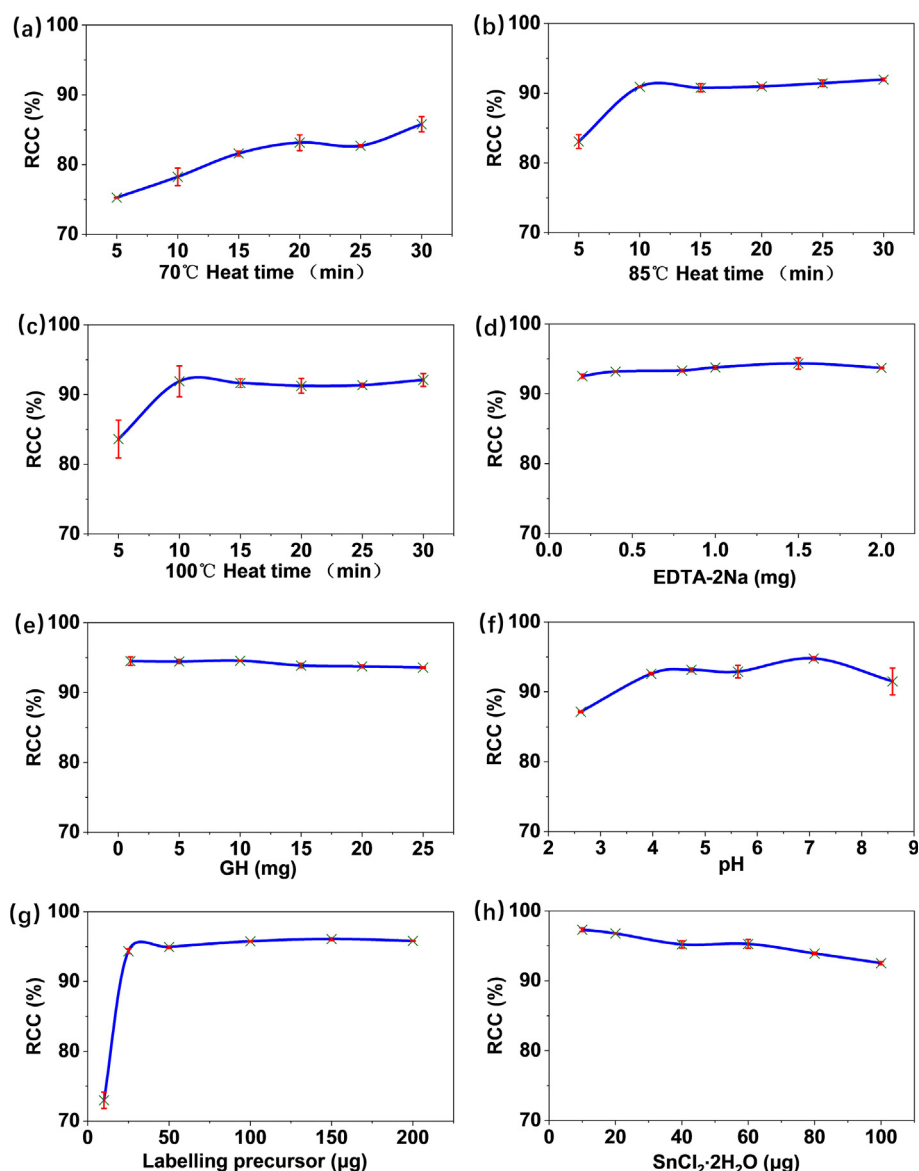 (a)
100
90
80
70
RCC (%)
5 10 15 20 25 30
70℃ Heat time （min）
(b)
100
90
80
70
RCC (%)
5 10 15 20 25 30
85℃ Heat time （min）
(c)
100
90
80
70
RCC (%)
5 10 15 20 25 30
100℃ Heat time （min）
(d)
100
90
80
70
RCC (%)
0.0 0.5 1.0 1.5 2.0
EDTA-2Na (mg)
(e)
100
90
80
70
RCC (%)
0 5 10 15 20 25
GH (mg)
(f)
100
90
80
70
RCC (%)
2 3 4 5 6 7 8 9
pH
(g)
100
90
80
70
RCC (%)
0 50 100 150 200
Labelling precursor (μg)
(h)
100
90
80
70
RCC (%)
0 20 40 60 80 100
SnCl₂·2H₂O (μg)